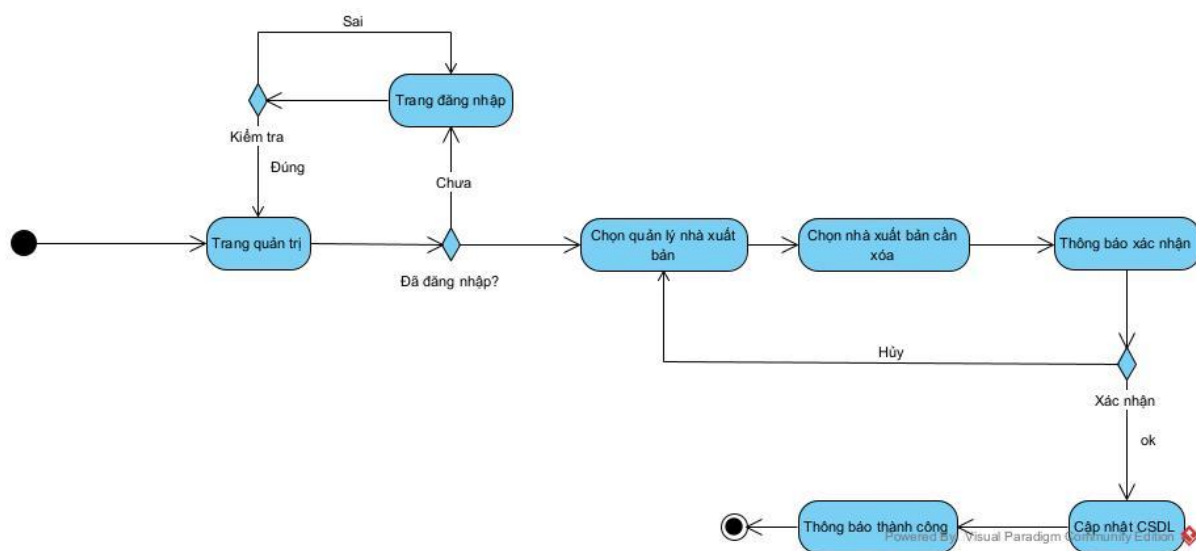 Sai
Trang đăng nhập
Kiểm tra
Đúng
Chưa
Trang quản trị
Đã đăng nhập?
Chọn quản lý nhà xuất
bản
Chọn nhà xuất bản cần
xóa
Thông báo xác nhận
Hủy
Xác nhận
ok
Thông báo thành công
Cập nhật CSDL
Powered By: Visual Paradigm Community Edition